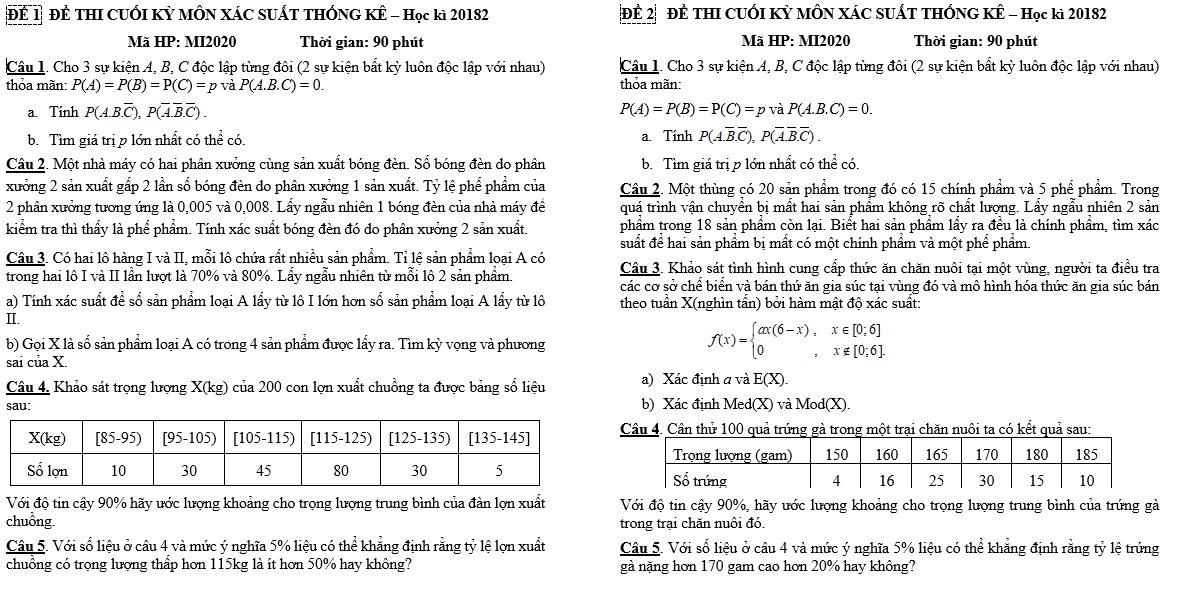 ĐỀ 1 ĐỀ THI CUỐI KỲ MÔN XÁC SUẤT THỐNG KÊ – Học kì 20182
Mã HP: MI2020 Thời gian: 90 phút
Câu 1. Cho 3 sự kiện A, B, C độc lập từng đôi (2 sự kiện bất kỳ luôn độc lập với nhau)
thỏa mãn: P(A) = P(B) = P(C) = p và P(A.B.C) = 0.
a. Tính P(A.B.C̅), P(A̅.B̅.C̅).
b. Tìm giá trị p lớn nhất có thể có.
Câu 2. Một nhà máy có hai phân xưởng cùng sản xuất bóng đèn. Số bóng đèn do phân
xưởng 2 sản xuất gấp 2 lần số bóng đèn do phân xưởng 1 sản xuất. Tỷ lệ phế phẩm của
2 phân xưởng tương ứng là 0,005 và 0,008. Lấy ngẫu nhiên 1 bóng đèn của nhà máy để
kiểm tra thì thấy là phế phẩm. Tính xác suất bóng đèn đó do phân xưởng 2 sản xuất.
Câu 3. Có hai lô hàng I và II, mỗi lô chứa rất nhiều sản phẩm. Tỉ lệ sản phẩm loại A có
trong hai lô I và II lần lượt là 70% và 80%. Lấy ngẫu nhiên từ mỗi lô 2 sản phẩm.
a) Tính xác suất để số sản phẩm loại A lấy từ lô I lớn hơn số sản phẩm loại A lấy từ lô
II.
b) Gọi X là số sản phẩm loại A có trong 4 sản phẩm được lấy ra. Tìm kỳ vọng và phương
sai của X.
Câu 4. Khảo sát trọng lượng X(kg) của 200 con lợn xuất chuồng ta được bảng số liệu
sau:
X(kg) [85-95) [95-105) [105-115) [115-125) [125-135) [135-145]
Số lợn 10 30 45 80 30 5
Với độ tin cậy 90% hãy ước lượng khoảng cho trọng lượng trung bình của đàn lợn xuất
chuồng.
Câu 5. Với số liệu ở câu 4 và mức ý nghĩa 5% liệu có thể khẳng định rằng tỷ lệ lợn xuất
chuồng có trọng lượng thấp hơn 115kg là ít hơn 50% hay không?
ĐỀ 2 ĐỀ THI CUỐI KỲ MÔN XÁC SUẤT THỐNG KÊ – Học kì 20182
Mã HP: MI2020 Thời gian: 90 phút
Câu 1. Cho 3 sự kiện A, B, C độc lập từng đôi (2 sự kiện bất kỳ luôn độc lập với nhau)
thỏa mãn:
P(A) = P(B) = P(C) = p và P(A.B.C) = 0.
a. Tính P(A.B̅.C̅), P(A̅.B̅.C̅).
b. Tìm giá trị p lớn nhất có thể có.
Câu 2. Một thùng có 20 sản phẩm trong đó có 15 chính phẩm và 5 phế phẩm. Trong
quá trình vận chuyển bị mất hai sản phẩm không rõ chất lượng. Lấy ngẫu nhiên 2 sản
phẩm trong 18 sản phẩm còn lại. Biết hai sản phẩm lấy ra đều là chính phẩm, tìm xác
suất để hai sản phẩm bị mất có một chính phẩm và một phế phẩm.
Câu 3. Khảo sát tình hình cung cấp thức ăn chăn nuôi tại một vùng, người ta điều tra
các cơ sở chế biến và bán thứ ăn gia súc tại vùng đó và mô hình hóa thức ăn gia súc bán
theo tuần X(nghìn tấn) bởi hàm mật độ xác suất:
f(x) = { ax(6−x) , x ∈ [0;6]
0 , x ∉ [0;6].
a) Xác định a và E(X).
b) Xác định Med(X) và Mod(X).
Câu 4. Cân thử 100 quả trứng gà trong một trại chăn nuôi ta có kết quả sau:
Trọng lượng (gam) 150 160 165 170 180 185
Số trứng 4 16 25 30 15 10
Với độ tin cậy 90%, hãy ước lượng khoảng cho trọng lượng trung bình của trứng gà
trong trại chăn nuôi đó.
Câu 5. Với số liệu ở câu 4 và mức ý nghĩa 5% liệu có thể khẳng định rằng tỷ lệ trứng
gà nặng hơn 170 gam cao hơn 20% hay không?